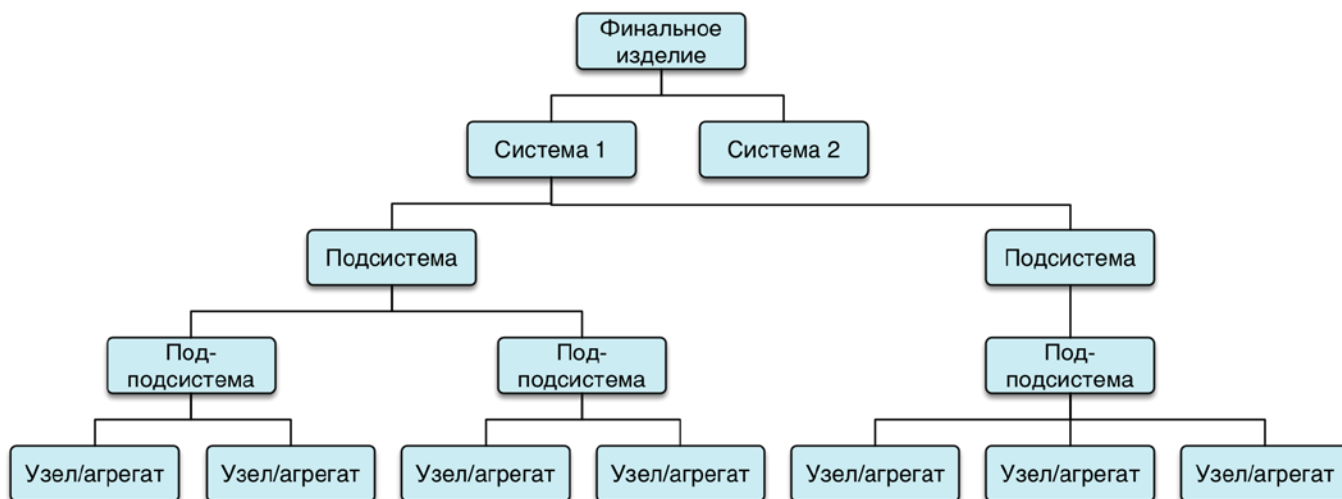 Финальное
изделие
Система 1
Система 2
Подсистема
Подсистема
Под-
подсистема
Под-
подсистема
Под-
подсистема
Узел/агрегат
Узел/агрегат
Узел/агрегат
Узел/агрегат
Узел/агрегат
Узел/агрегат
Узел/агрегат